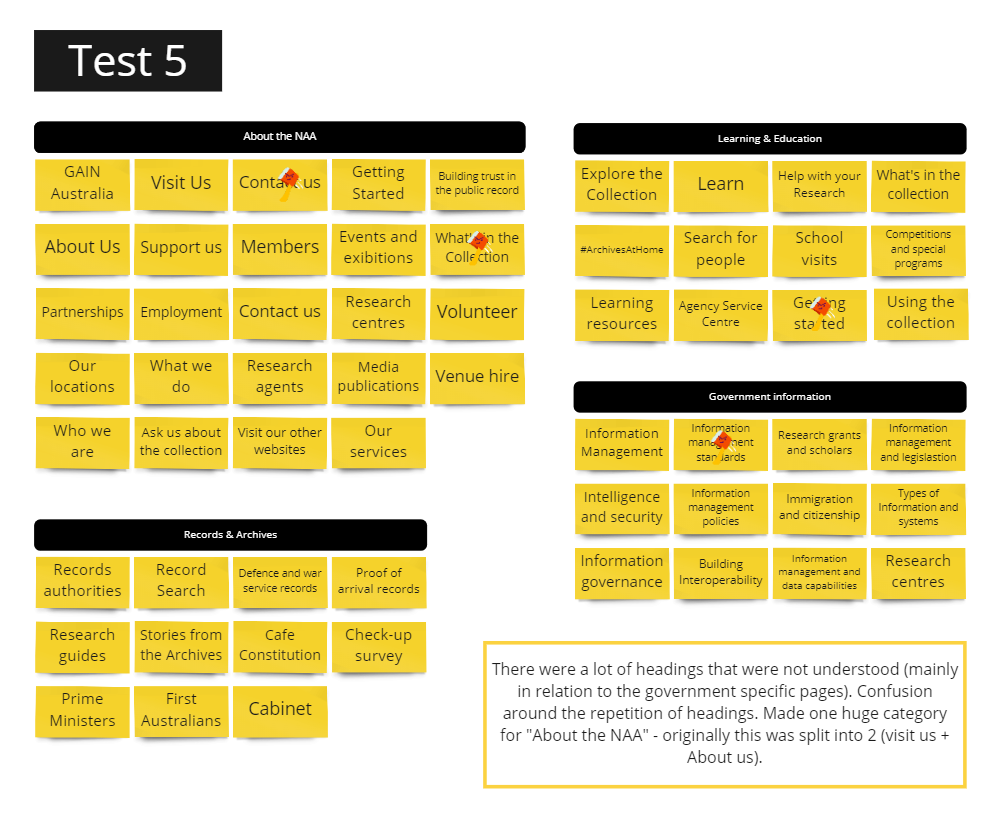 Test 5
About the NAA
GAIN
Australia
Visit Us
Contact us
Getting
Started
Building trust in
the public record
About Us
Support us
Members
Events and
exibitions
What's in the
Collection
Partnerships
Employment
Contact us
Research
centres
Volunteer
Our
locations
What we
do
Research
agents
Media
publications
Venue hire
Who we
are
Ask us about
the collection
Visit our other
websites
Our
services
Records & Archives
Records
authorities
Record
Search
Defence and war
service records
Proof of
arrival records
Research
guides
Stories from
the Archives
Cafe
Constitution
Check-up
survey
Prime
Ministers
First
Australians
Cabinet
Learning & Education
Explore the
Collection
Learn
Help with your
Research
What's in the
collection
#ArchivesAtHome
Search for
people
School
visits
Competitions
and special
programs
Learning
resources
Agency Service
Centre
Getting
started
Using the
collection
Government information
Information
Management
Information
management
standards
Research grants
and scholars
Information
management
and legislastion
Intelligence
and security
Information
management
policies
Immigration
and citizenship
Types of
Information and
systems
Information
governance
Building
Interoperability
Information
management and
data capabilities
Research
centres
There were a lot of headings that were not understood (mainly
in relation to the government specific pages). Confusion
around the repetition of headings. Made one huge category
for "About the NAA" - originally this was split into 2 (visit us +
About us).